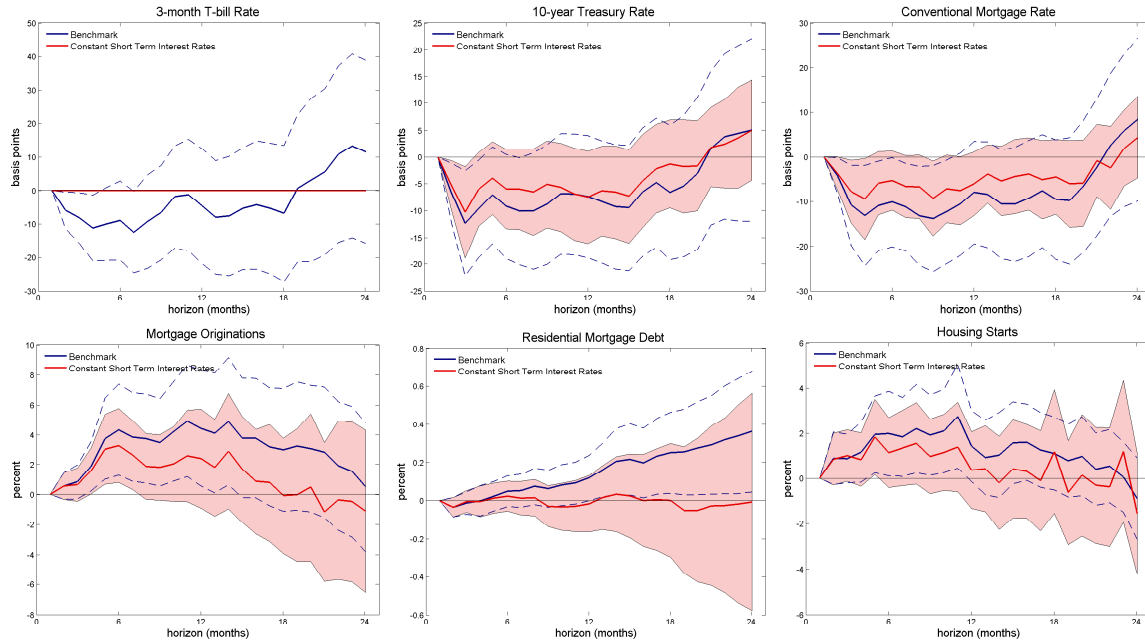 3-month T-bill Rate
50
40
30
20
10
0
-10
-20
-30
0
6
12
18
24
basis points
horizon (months)
Benchmark
Constant Short Term Interest Rates
10-year Treasury Rate
25
20
15
10
5
0
-5
-10
-15
-20
-25
0
6
12
18
24
basis points
horizon (months)
Benchmark
Constant Short Term Interest Rates
Conventional Mortgage Rate
30
20
10
0
-10
-20
-30
0
6
12
18
24
basis points
horizon (months)
Benchmark
Constant Short Term Interest Rates
Mortgage Originations
10
8
6
4
2
0
-2
-4
-6
-8
0
6
12
18
24
percent
horizon (months)
Benchmark
Constant Short Term Interest Rates
Residential Mortgage Debt
0.8
0.6
0.4
0.2
0
-0.2
-0.4
-0.6
0
6
12
18
24
percent
horizon (months)
Benchmark
Constant Short Term Interest Rates
Housing Starts
6
4
2
0
-2
-4
-6
0
6
12
18
24
percent
horizon (months)
Benchmark
Constant Short Term Interest Rates